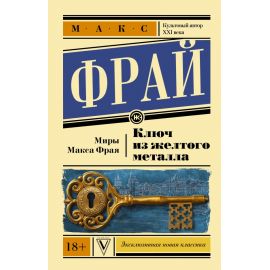 М·А·К·С
Культовый автор
XXI века
ФРАЙ
Миры
Макса Фрая
Ключ
из желтого
металла
18+
Эксклюзивная новая классика